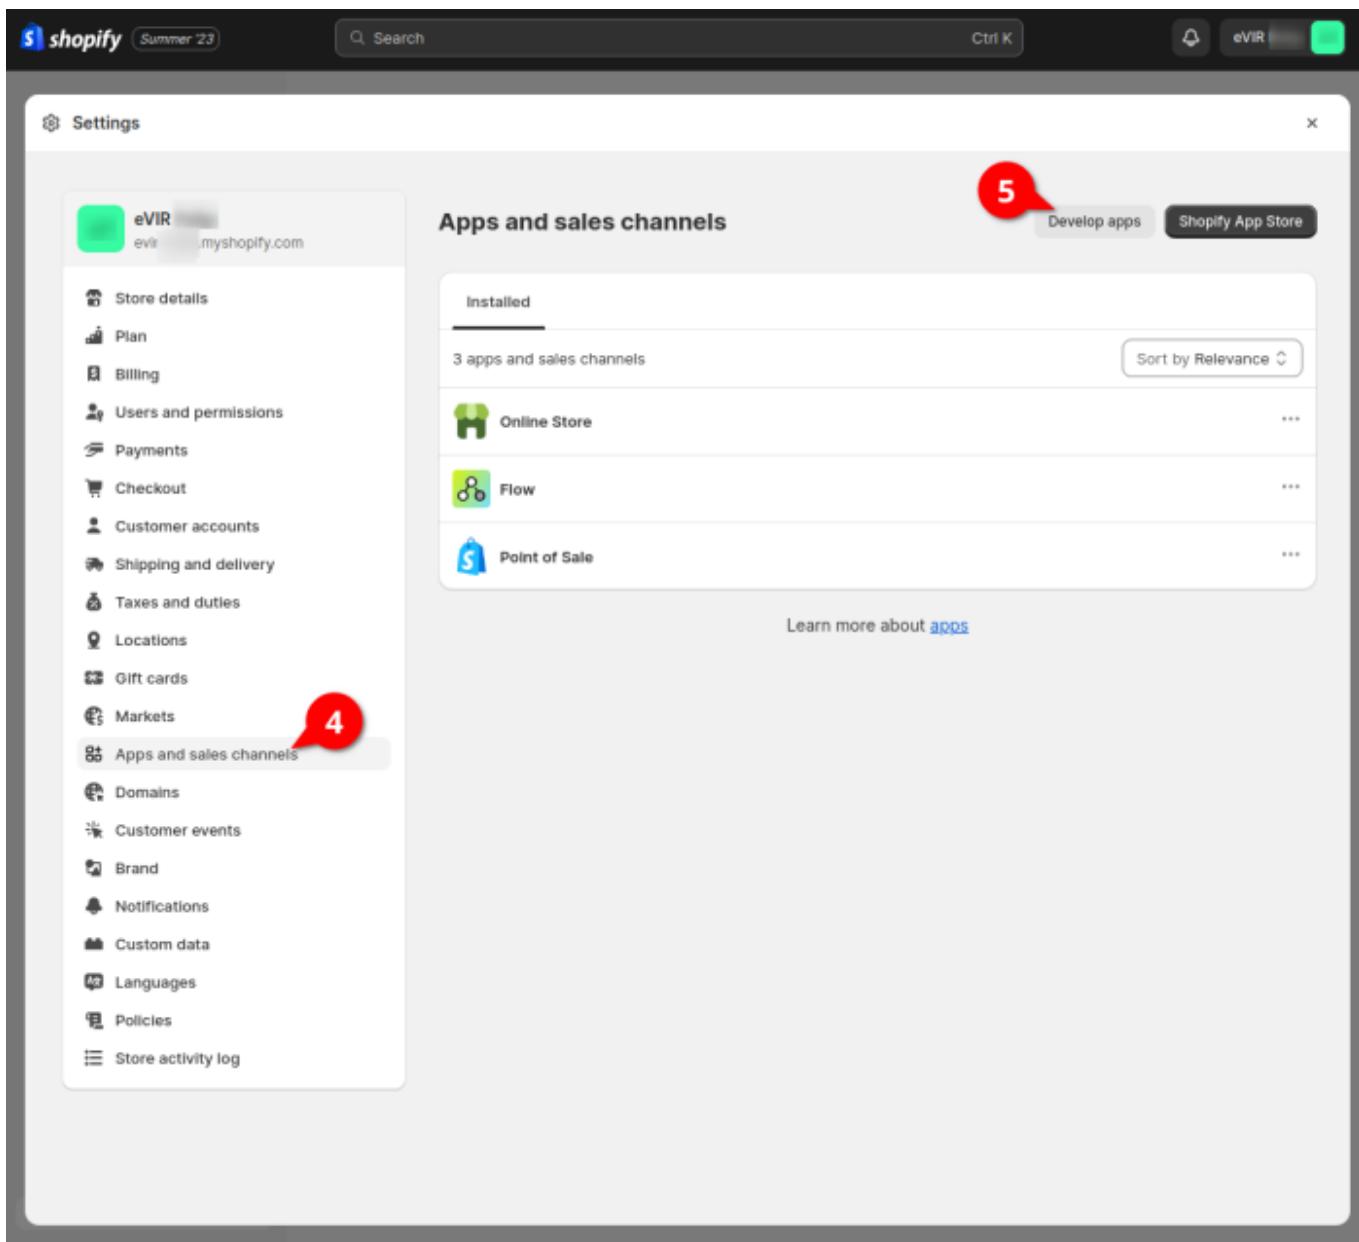 shopify Summer '23 Search Ctrl K eVIR
Settings
eVIR
.myshopify.com
Store details
Plan
Billing
Users and permissions
Payments
Checkout
Customer accounts
Shipping and delivery
Taxes and duties
Locations
Gift cards
Markets
4
Apps and sales channels
Domains
Customer events
Brand
Notifications
Custom data
Languages
Policies
Store activity log
5
Apps and sales channels Develop apps Shopify App Store
Installed
3 apps and sales channels Sort by Relevance
Online Store
Flow
Point of Sale
Learn more about apps